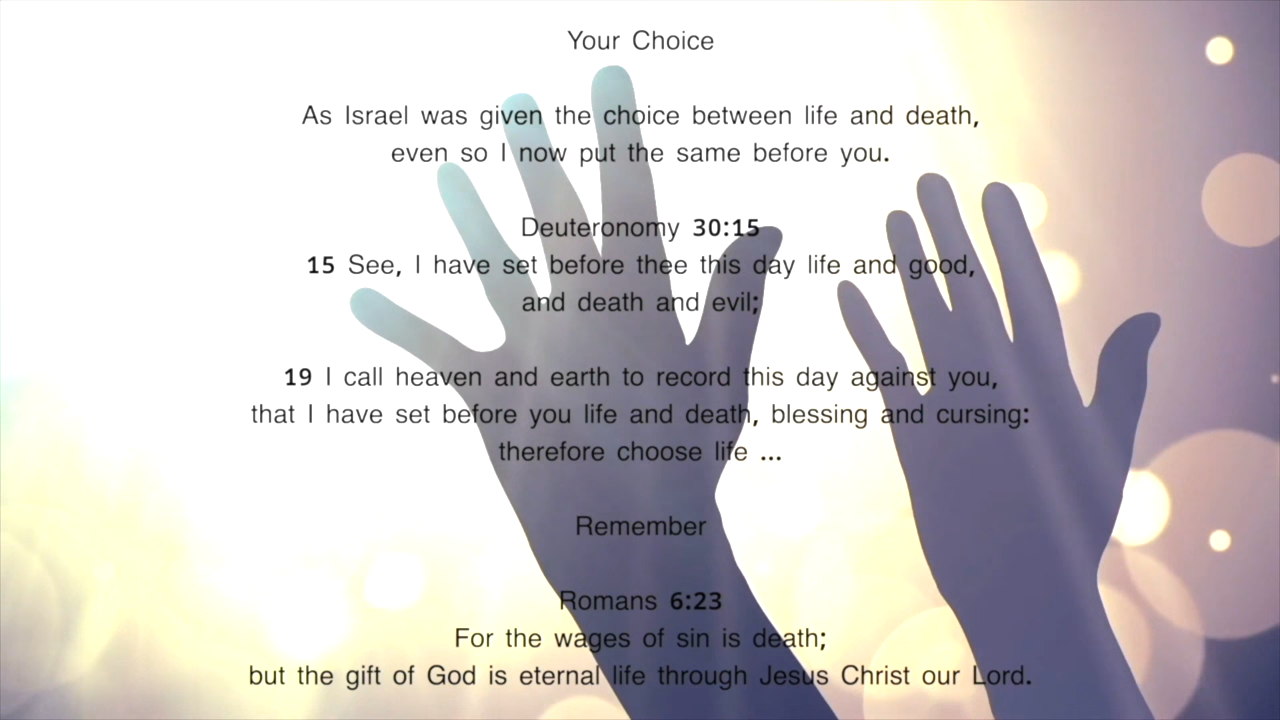 Your Choice
As Israel was given the choice between life and death,
even so I now put the same before you.
Deuteronomy 30:15
15 See, I have set before thee this day life and good,
and death and evil;
19 I call heaven and earth to record this day against you,
that I have set before you life and death, blessing and cursing:
therefore choose life ...
Remember
Romans 6:23
For the wages of sin is death;
but the gift of God is eternal life through Jesus Christ our Lord.